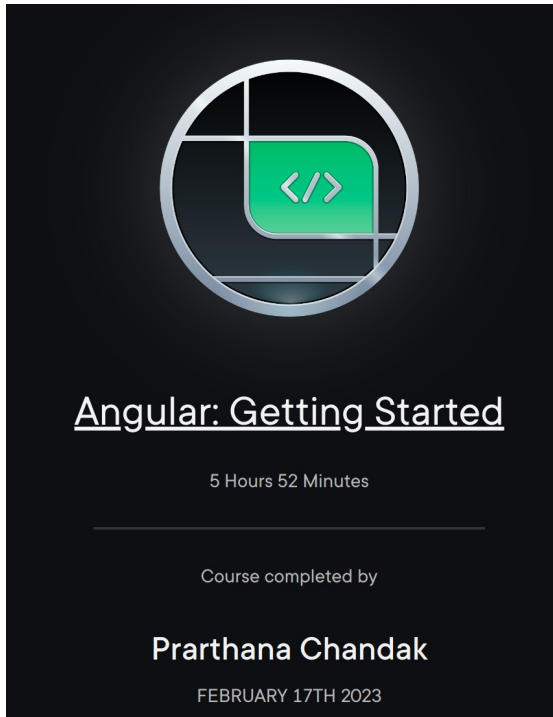 </>
Angular: Getting Started
5 Hours 52 Minutes
Course completed by
Prarthana Chandak
FEBRUARY 17TH 2023